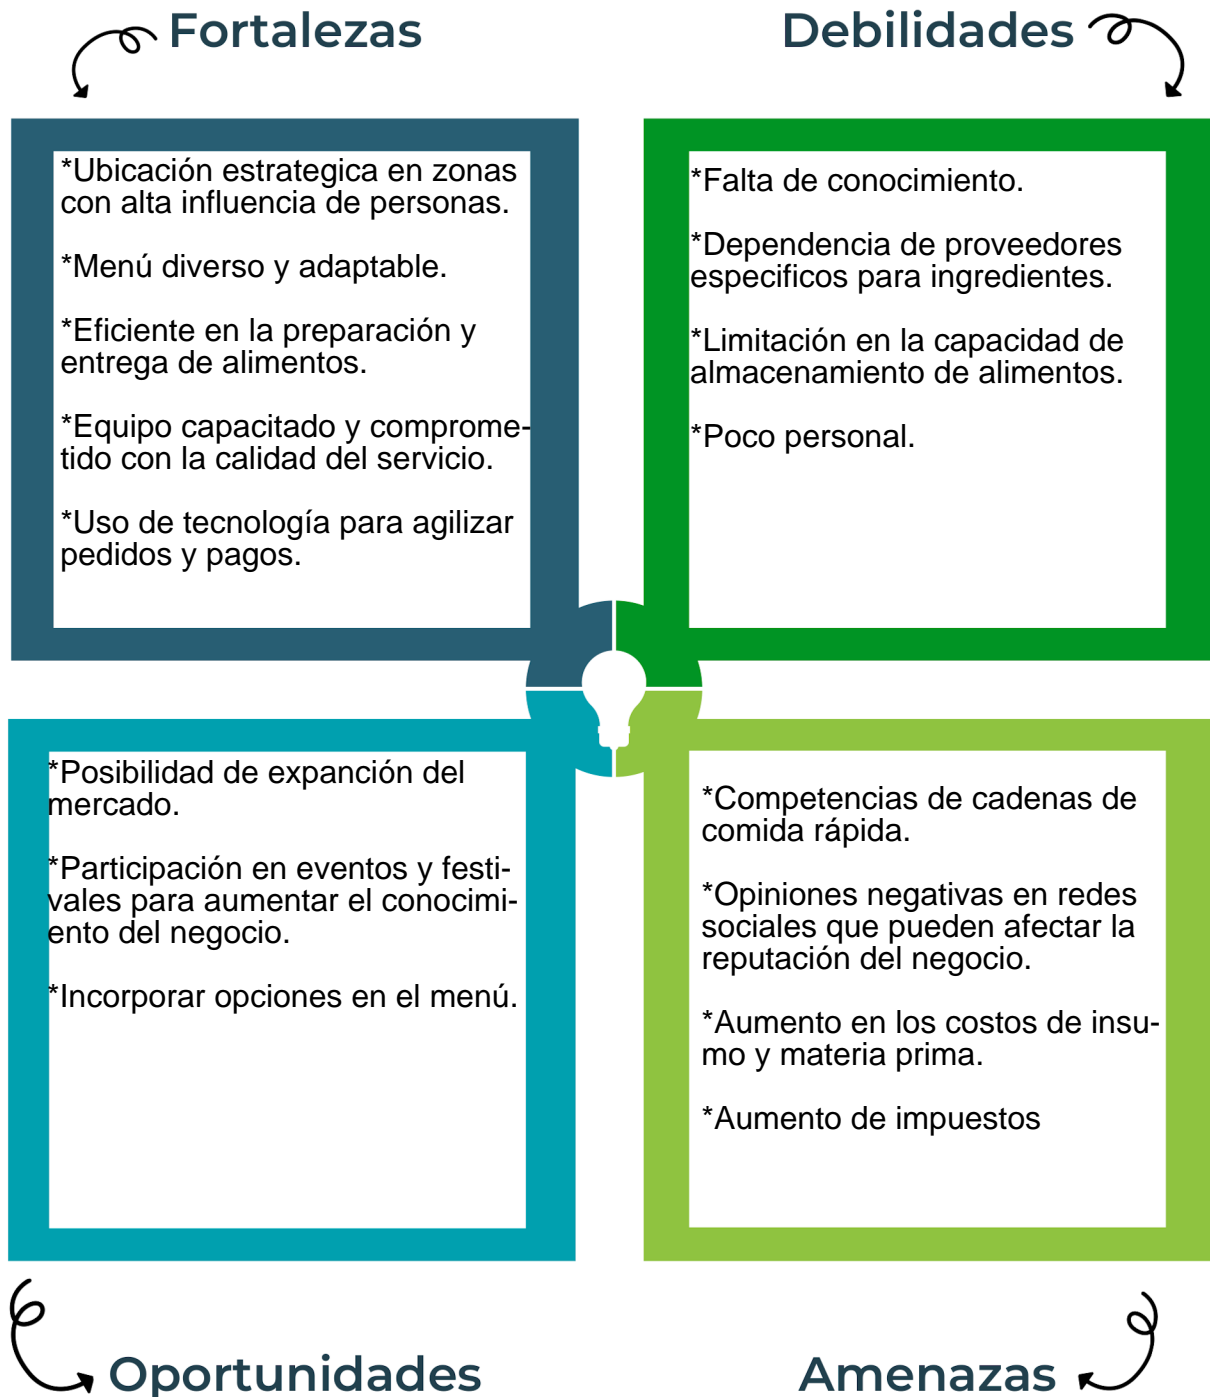 Fortalezas
*Ubicación estrategica en zonas
con alta influencia de personas.
*Menú diverso y adaptable.
*Eficiente en la preparación y
entrega de alimentos.
*Equipo capacitado y comprome-
tido con la calidad del servicio.
*Uso de tecnología para agilizar
pedidos y pagos.
Debilidades
*Falta de conocimiento.
*Dependencia de proveedores
especificos para ingredientes.
*Limitación en la capacidad de
almacenamiento de alimentos.
*Poco personal.
*Posibilidad de expanción del
mercado.
*Participación en eventos y festi-
vales para aumentar el conocimi-
ento del negocio.
*Incorporar opciones en el menú.
Oportunidades
*Competencias de cadenas de
comida rápida.
*Opiniones negativas en redes
sociales que pueden afectar la
reputación del negocio.
*Aumento en los costos de insu-
mo y materia prima.
*Aumento de impuestos
Amenazas